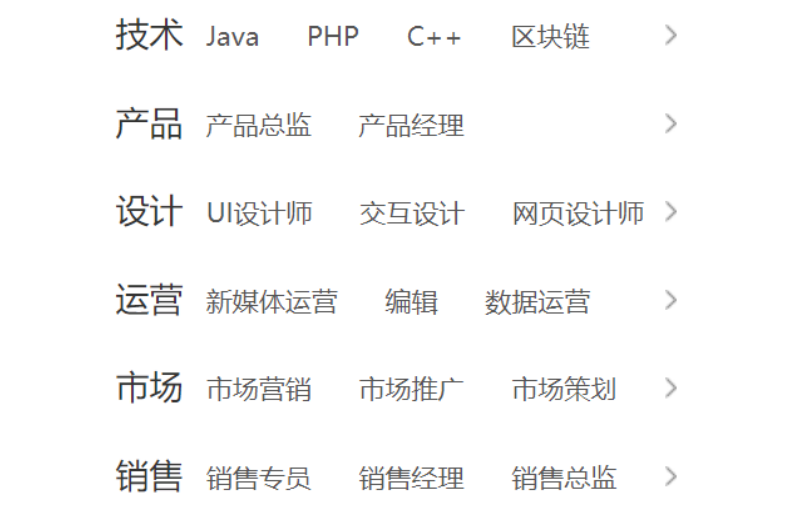 技术 Java PHP C++ 区块链
产品 产品总监 产品经理
设计 UI设计师 交互设计 网页设计师
运营 新媒体运营 编辑 数据运营
市场 市场营销 市场推广 市场策划
销售 销售专员 销售经理 销售总监